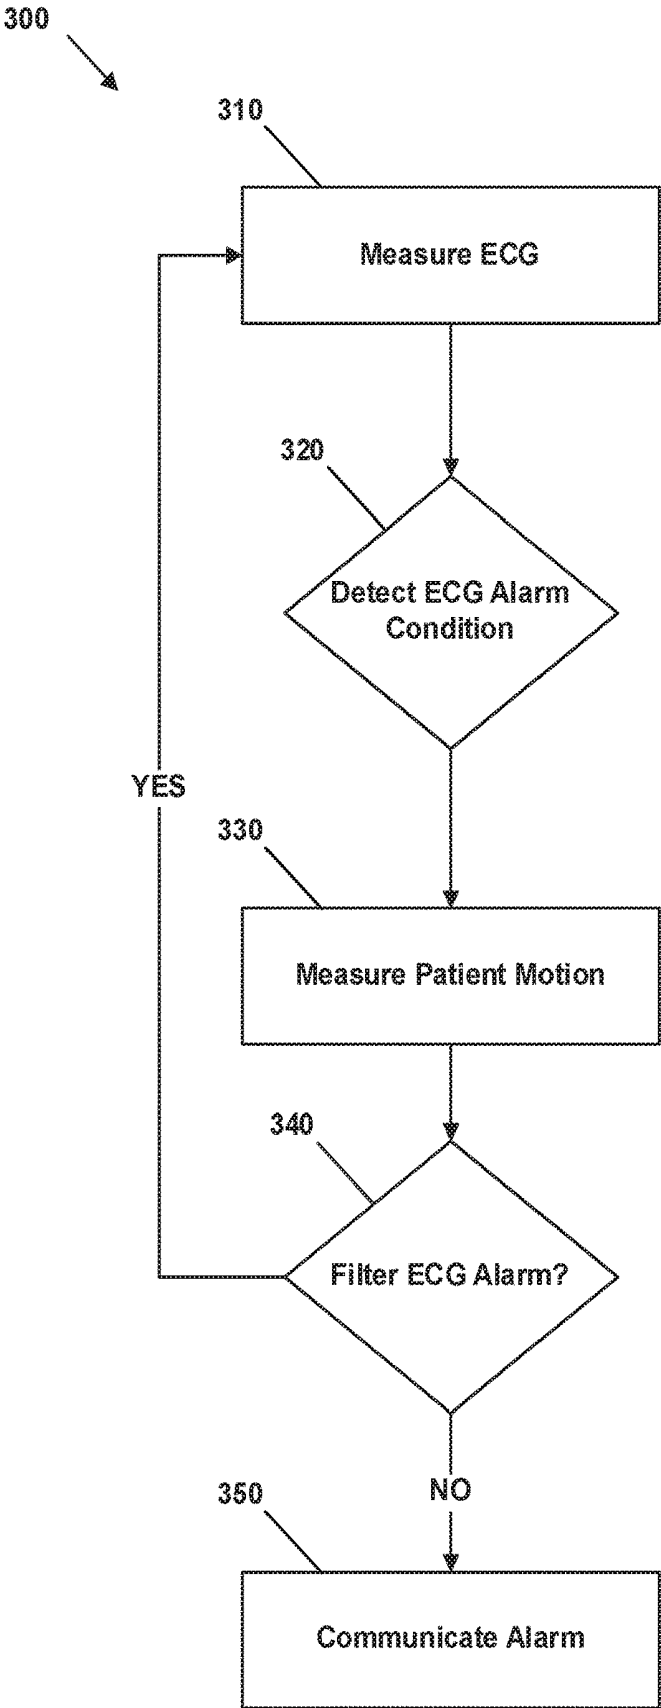 300
310
Measure ECG
320
Detect ECG Alarm
Condition
YES
330
Measure Patient Motion
340
Filter ECG Alarm?
NO
350
Communicate Alarm